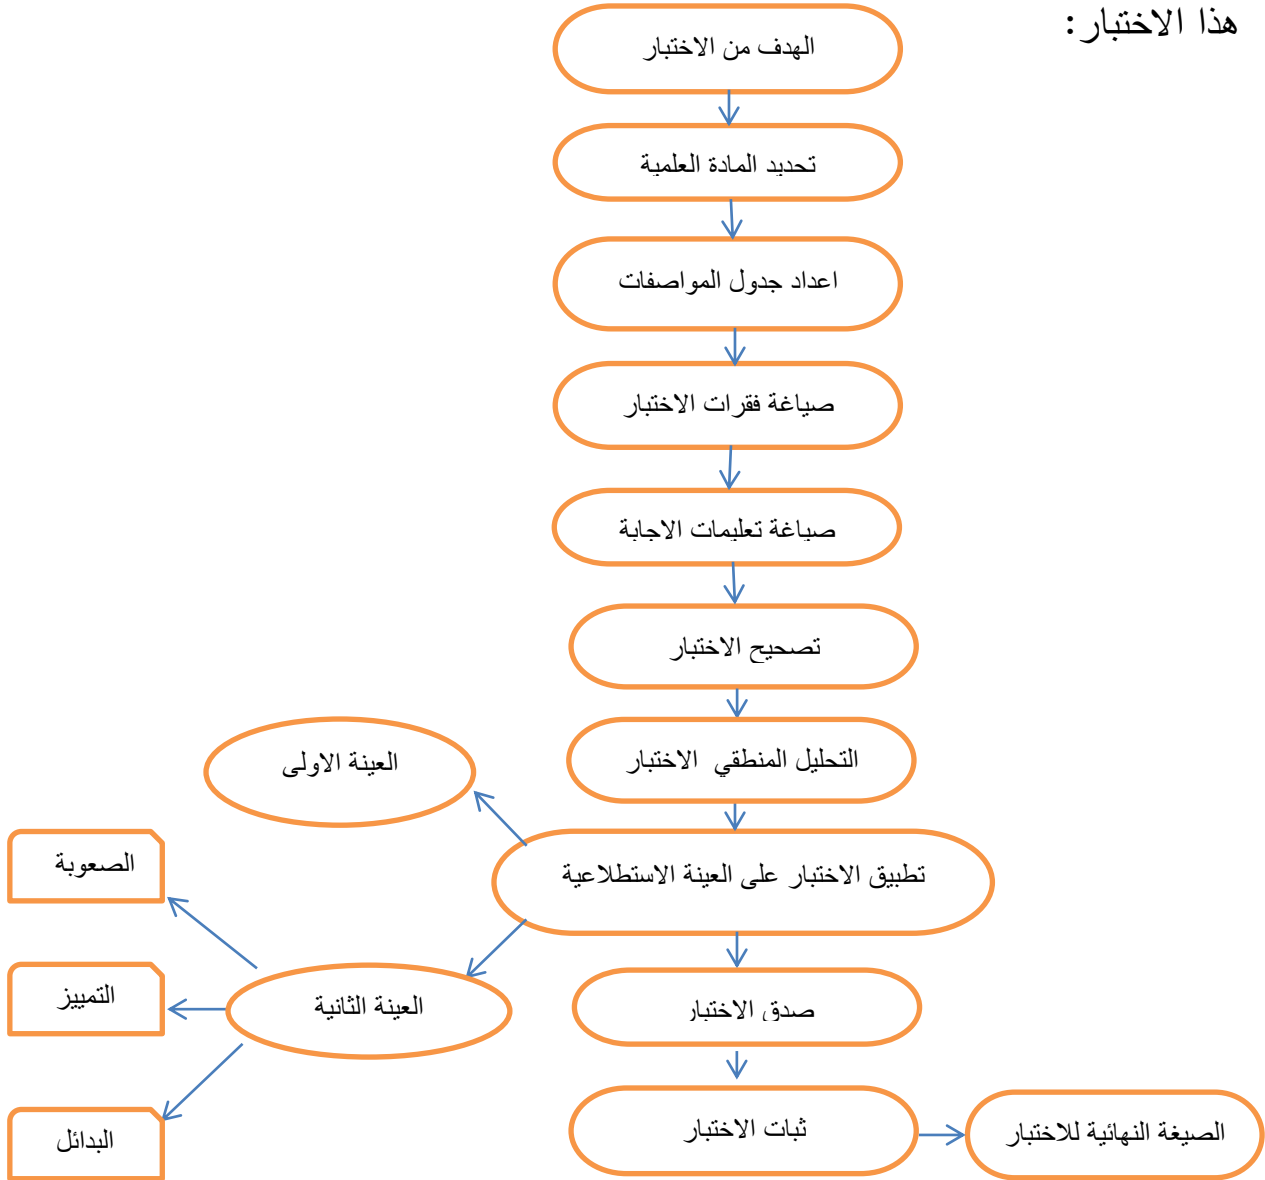 هذا الاختبار:
الهدف من الاختبار
تحديد المادة العلمية
اعداد جدول المواصفات
صياغة فقرات الاختبار
صياغة تعليمات الاجابة
تصحيح الاختبار
التحليل المنطقي الاختبار
العينة الاولى
تطبيق الاختبار على العينة الاستطلاعية
الصعوبة
التمييز
العينة الثانية
صدق الاختبار
البدائل
ثبات الاختبار
الصيغة النهائية للاختبار